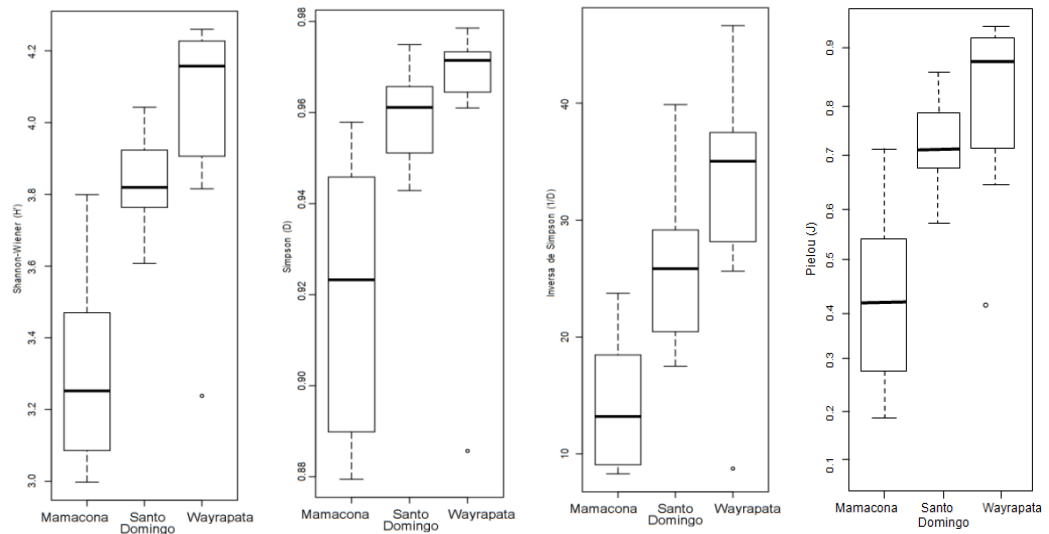 Shannon-Wiener (H')
4.2
4.0
3.8
3.6
3.4
3.2
3.0
Mamacona
Santo
Domingo
Wayrapata
Simpson (D)
0.98
0.96
0.94
0.92
0.90
0.88
Mamacona
Santo
Domingo
Wayrapata
Inversa de Simpson (1/D)
40
30
20
10
Mamacona
Santo
Domingo
Wayrapata
Pielou (J)
0.9
0.8
0.7
0.6
0.5
0.4
0.3
0.2
0.1
Mamacona
Santo
Domingo
Wayrapata